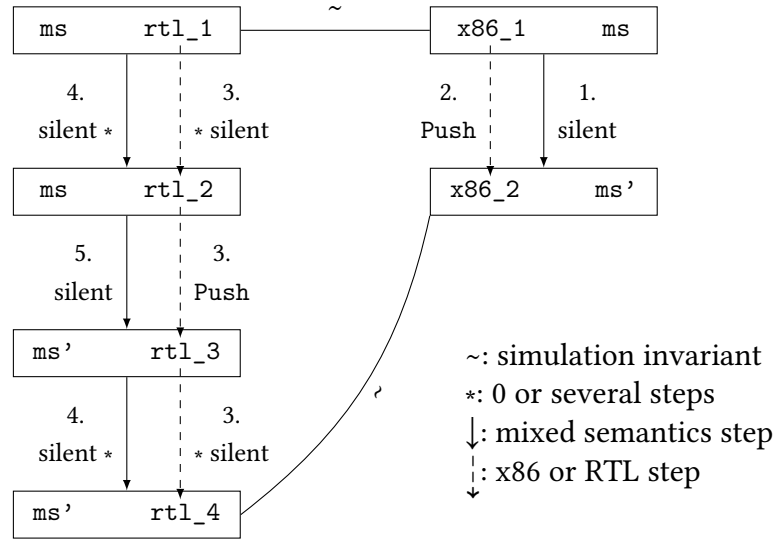 ~
ms rtl_1 x86_1 ms
4. 3. 2. 1.
silent * * silent Push silent
ms rtl_2 x86_2 ms'
5. 3.
silent Push
ms' rtl_3
~
~: simulation invariant
*: 0 or several steps
4. 3.
silent * * silent
↓: mixed semantics step
⇣: x86 or RTL step
ms' rtl_4